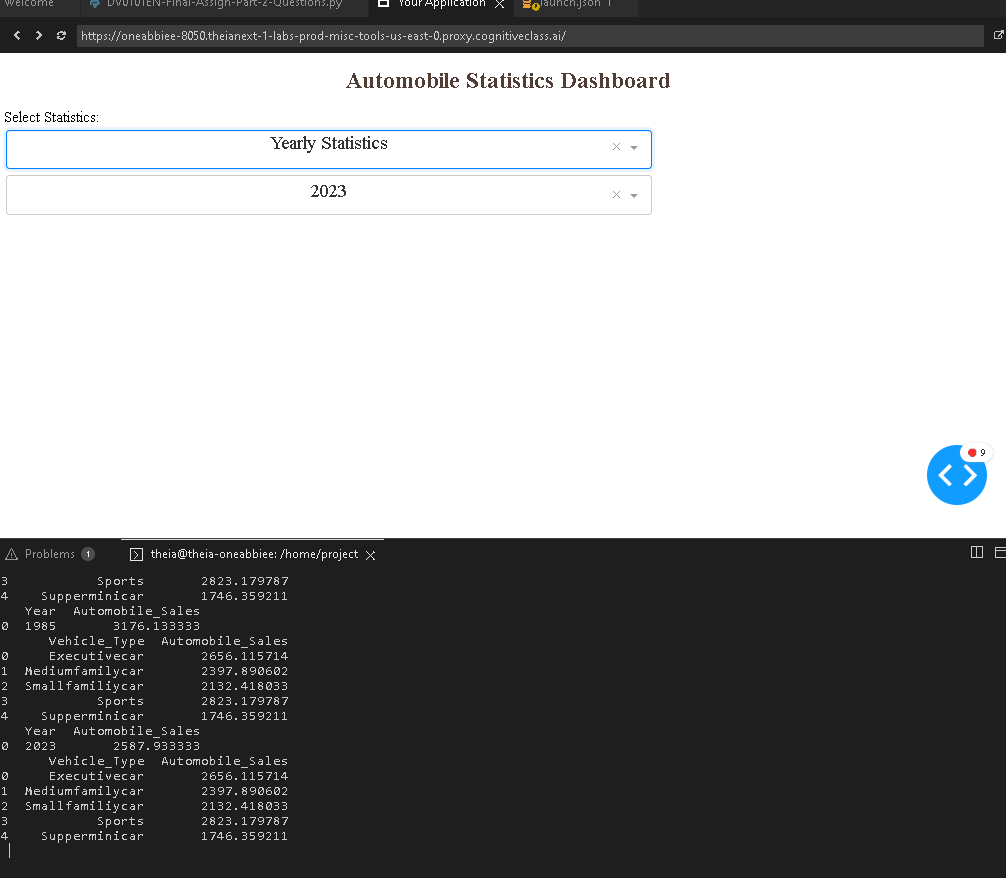 Welcome DV0101EN-Final-Assign-Part-2-Questions.py Your Application launch.json 1
https://oneabbiee-8050.theianext-1-labs-prod-misc-tools-us-east-0.proxy.cognitiveclass.ai/
Automobile Statistics Dashboard
Select Statistics:
Yearly Statistics
2023
9
Problems 1 theia@theia-oneabbiee: /home/project
3 Sports 2823.179787
4 Supperminicar 1746.359211
Year Automobile_Sales
0 1985 3176.133333
Vehicle_Type Automobile_Sales
0 Executivecar 2656.115714
1 Mediumfamilycar 2397.890602
2 Smallfamiliycar 2132.418033
3 Sports 2823.179787
4 Supperminicar 1746.359211
Year Automobile_Sales
0 2023 2587.933333
Vehicle_Type Automobile_Sales
0 Executivecar 2656.115714
1 Mediumfamilycar 2397.890602
2 Smallfamiliycar 2132.418033
3 Sports 2823.179787
4 Supperminicar 1746.359211